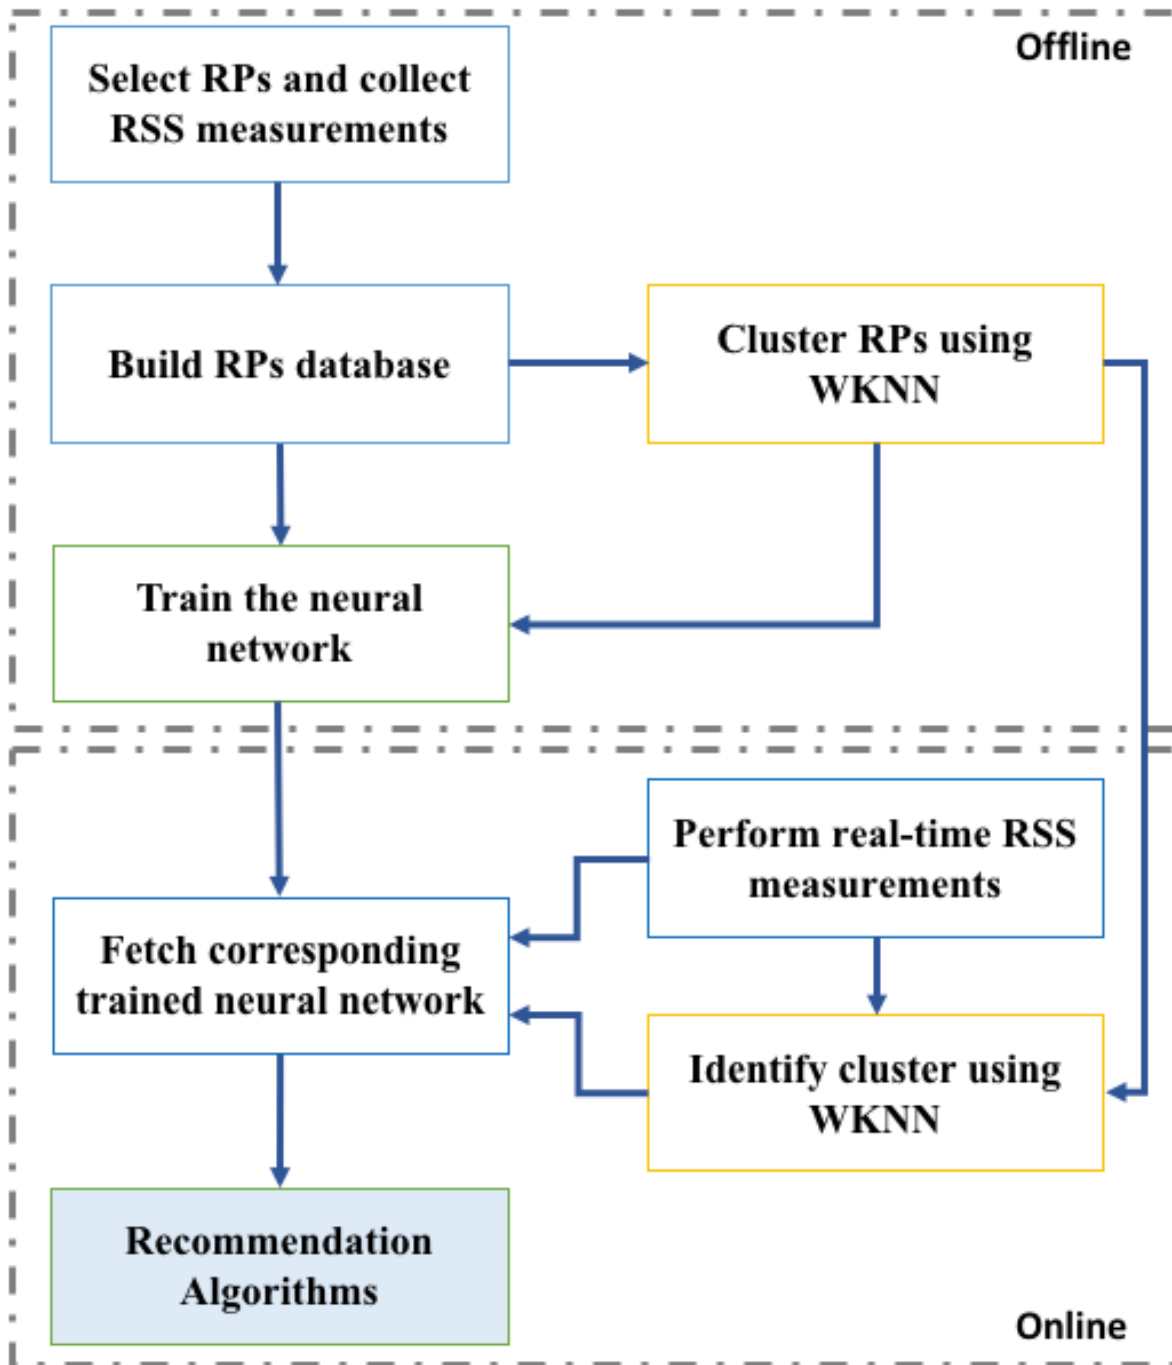 Offline
Select RPs and collect
RSS measurements
Build RPs database
Cluster RPs using
WKNN
Train the neural
network
Perform real-time RSS
measurements
Fetch corresponding
trained neural network
Identify cluster using
WKNN
Recommendation
Algorithms
Online